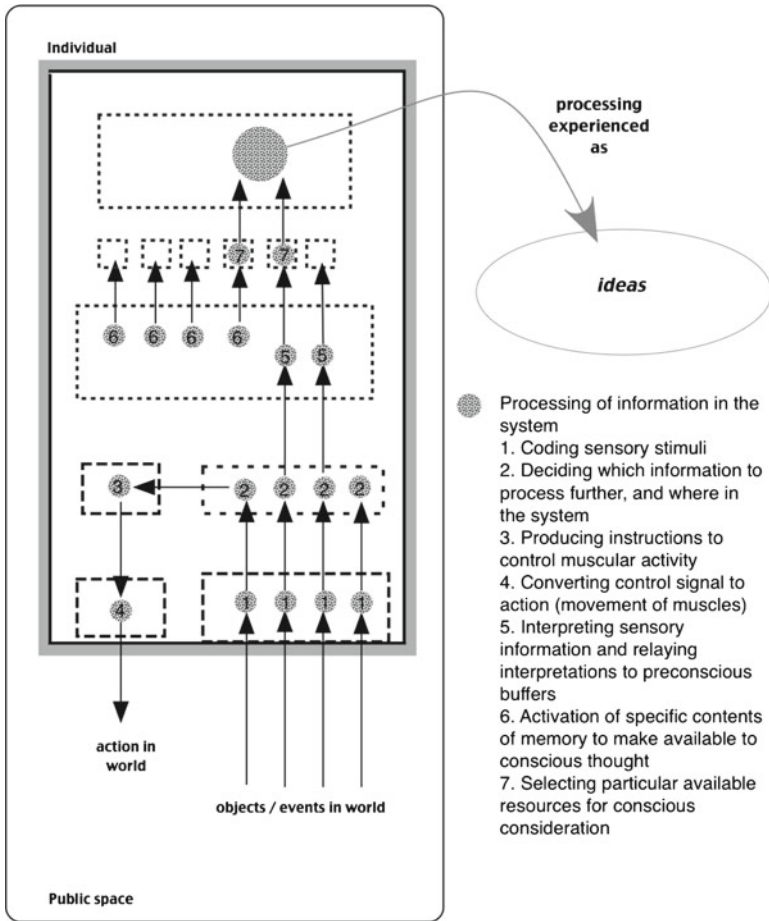 Individual
processing
experienced
as
ideas
7 7
6 6 6 6
5 5
3 2 2 2 2
4 1 1 1 1
action in
world
objects / events in world
Public space
Processing of information in the
system
1. Coding sensory stimuli
2. Deciding which information to
process further, and where in
the system
3. Producing instructions to
control muscular activity
4. Converting control signal to
action (movement of muscles)
5. Interpreting sensory
information and relaying
interpretations to preconscious
buffers
6. Activation of specific contents
of memory to make available to
conscious thought
7. Selecting particular available
resources for conscious
consideration